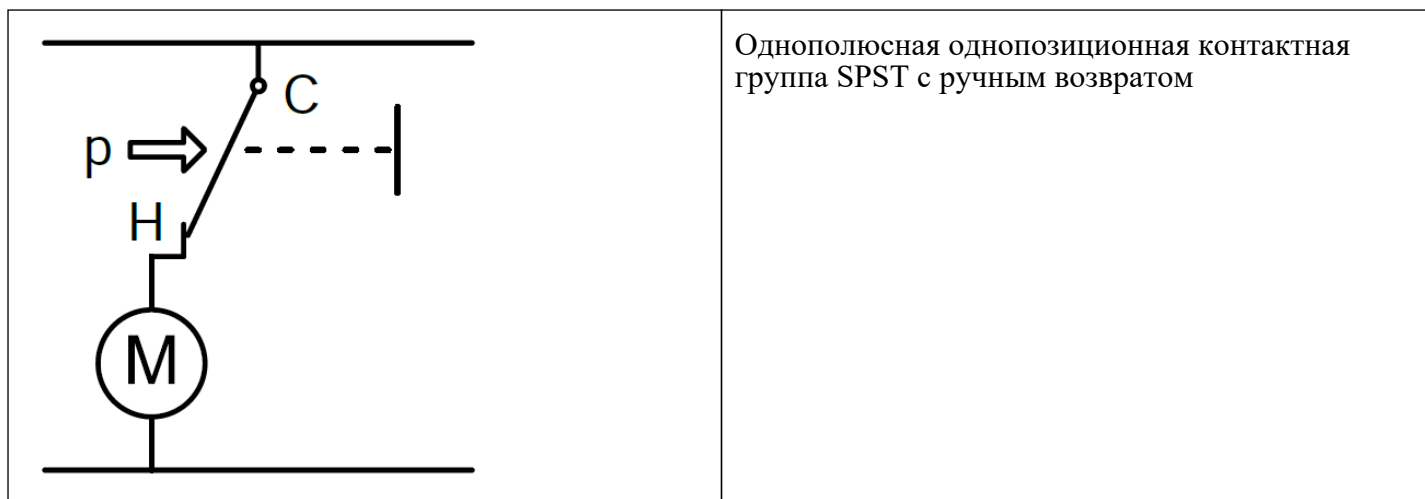 Однополюсная однопозиционная контактная
группа SPST с ручным возвратом
C
p
H
M